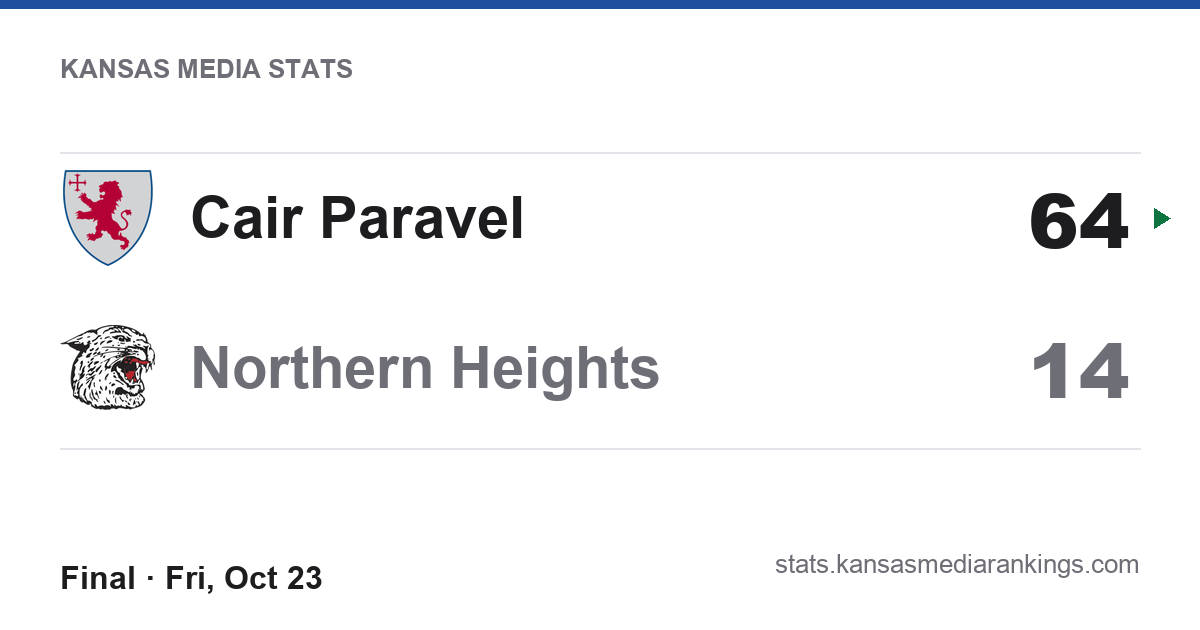 KANSAS MEDIA STATS
Cair Paravel 64
Northern Heights 14
Final · Fri, Oct 23
stats.kansasmediarankings.com